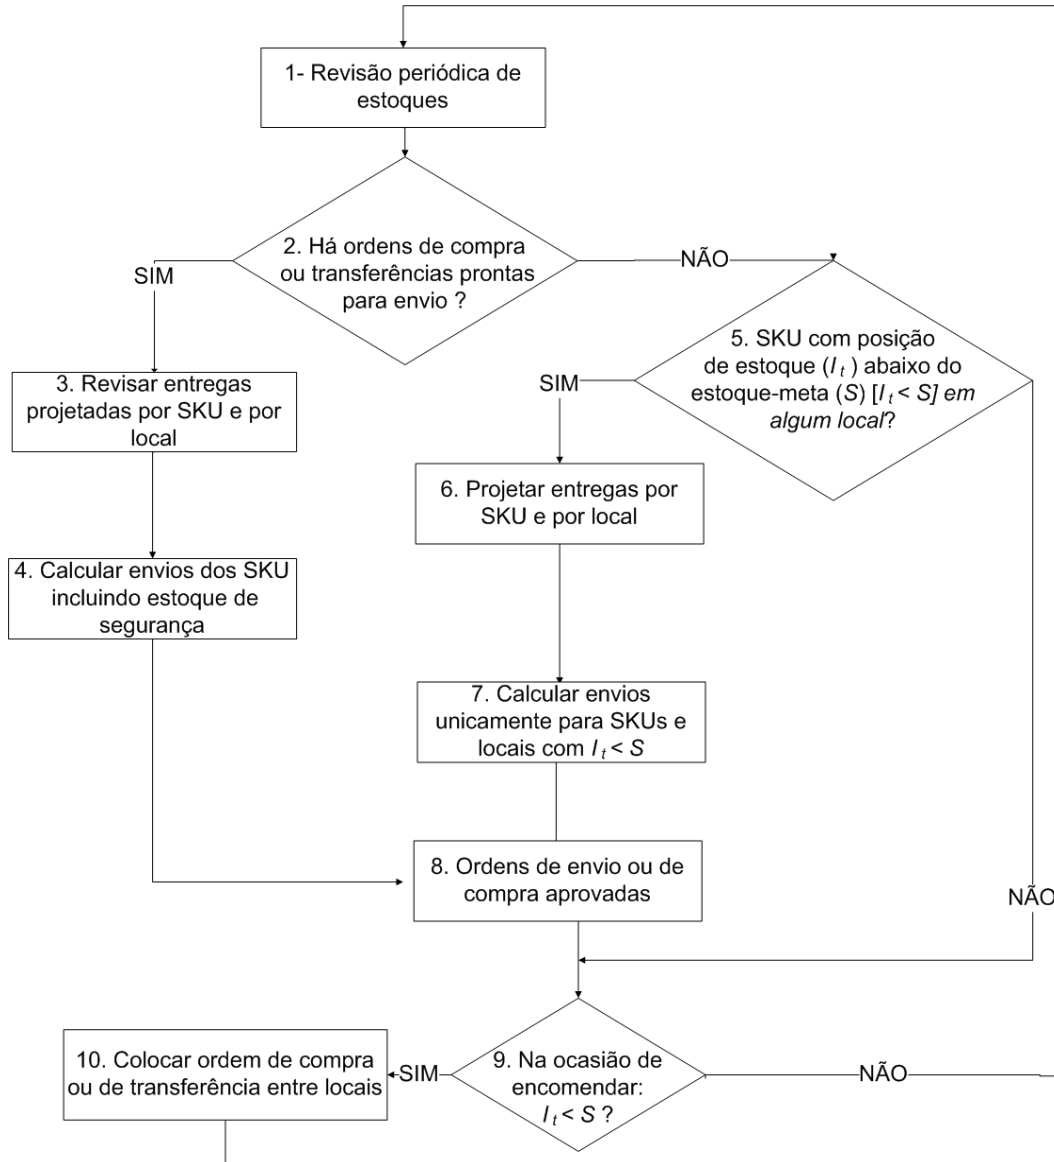 1- Revisão periódica de
estoques
2. Há ordens de compra
ou transferências prontas
para envio ?
SIM
NÃO
3. Revisar entregas
projetadas por SKU e por
local
5. SKU com posição
de estoque (I t ) abaixo do
estoque-meta (S) [I t < S] em
algum local?
SIM
6. Projetar entregas por
SKU e por local
4. Calcular envios dos SKU
incluindo estoque de
segurança
7. Calcular envios
unicamente para SKUs e
locais com I t < S
8. Ordens de envio ou de
compra aprovadas
NÃO
9. Na ocasião de
encomendar:
I t < S ?
SIM
NÃO
10. Colocar ordem de compra
ou de transferência entre locais